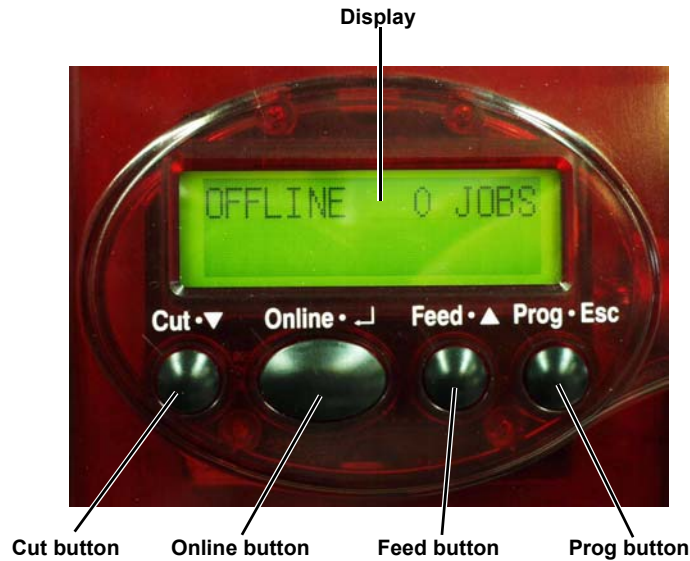 Display
OFFLINE 0 JOBS
Cut•▼ Online•↵ Feed•▲ Prog•Esc
Cut button Online button Feed button Prog button